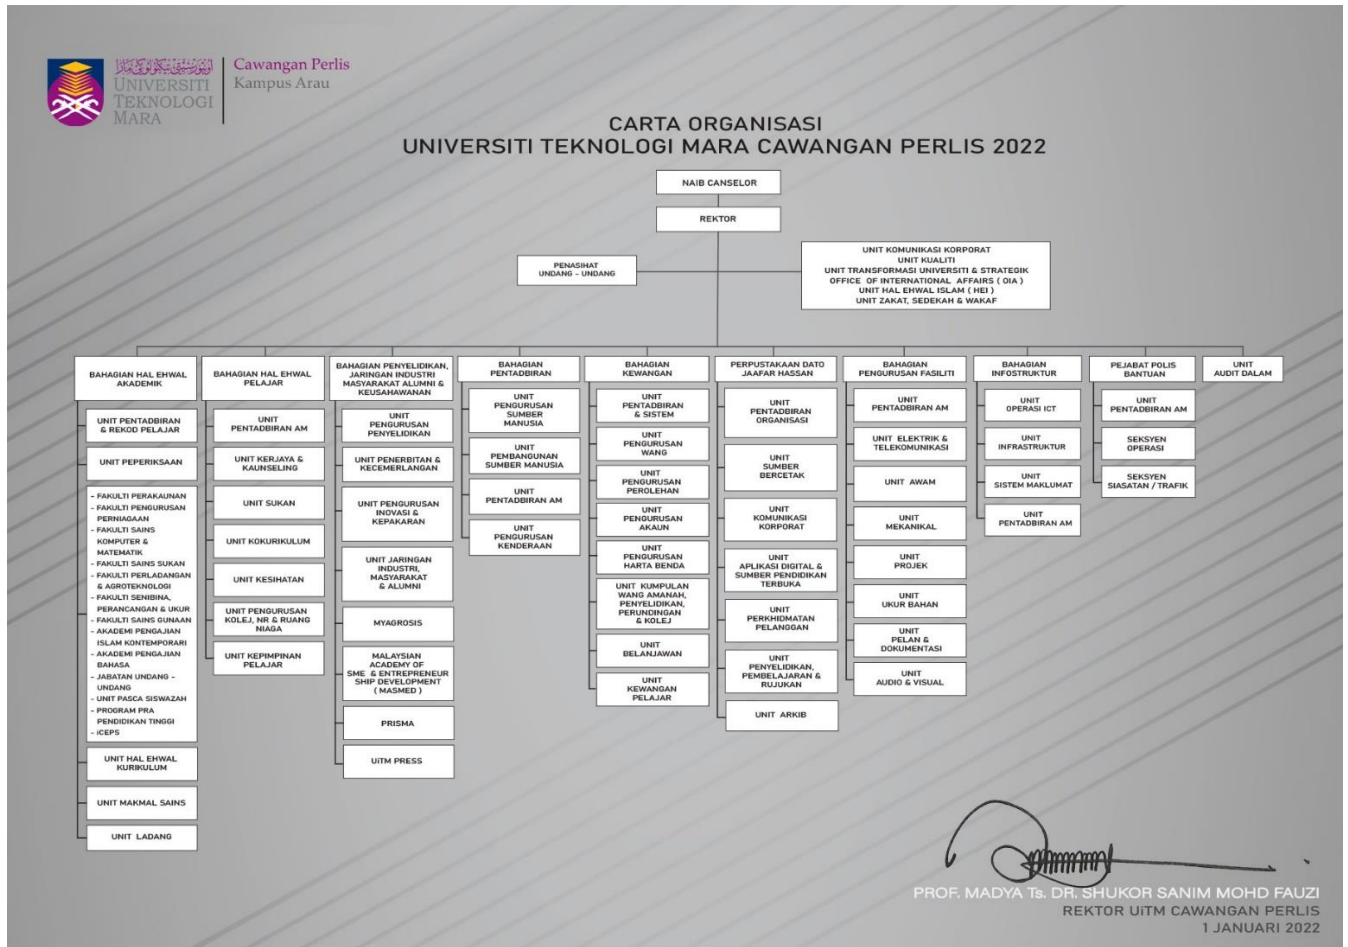 اونيۏرسيتي تيكنولوڬي مارا
UNIVERSITI
TEKNOLOGI
MARA
Cawangan Perlis
Kampus Arau
CARTA ORGANISASI
UNIVERSITI TEKNOLOGI MARA CAWANGAN PERLIS 2022
NAIB CANSELOR
REKTOR
PENASIHAT
UNDANG - UNDANG
UNIT KOMUNIKASI KORPORAT
UNIT KUALITI
UNIT TRANSFORMASI UNIVERSITI & STRATEGIK
OFFICE OF INTERNATIONAL AFFAIRS ( OIA )
UNIT HAL EHWAL ISLAM ( HEI )
UNIT ZAKAT, SEDEKAH & WAKAF
BAHAGIAN HAL EHWAL
AKADEMIK
UNIT PENTADBIRAN
& REKOD PELAJAR
UNIT PEPERIKSAAN
- FAKULTI PERAKAUNAN
- FAKULTI PENGURUSAN
PERNIAGAAN
- FAKULTI SAINS
KOMPUTER &
MATEMATIK
- FAKULTI SAINS SUKAN
- FAKULTI PERLADANGAN
& AGROTEKNOLOGI
- FAKULTI SENIBINA,
PERANCANGAN & UKUR
- FAKULTI SAINS GUNAAN
- AKADEMI PENGAJIAN
ISLAM KONTEMPORARI
- AKADEMI PENGAJIAN
BAHASA
- JABATAN UNDANG -
UNDANG
- UNIT PASCA SISWAZAH
- PROGRAM PRA
PENDIDIKAN TINGGI
- iCEPS
UNIT HAL EHWAL
KURIKULUM
UNIT MAKMAL SAINS
UNIT LADANG
BAHAGIAN HAL EHWAL
PELAJAR
UNIT
PENTADBIRAN AM
UNIT KERJAYA &
KAUNSELING
UNIT SUKAN
UNIT KOKURIKULUM
UNIT KESIHATAN
UNIT PENGURUSAN
KOLEJ, NR & RUANG
NIAGA
UNIT KEPIMPINAN
PELAJAR
BAHAGIAN PENYELIDIKAN,
JARINGAN INDUSTRI
MASYARAKAT ALUMNI &
KEUSAHAWANAN
UNIT
PENGURUSAN
PENYELIDIKAN
UNIT PENERBITAN &
KECEMERLANGAN
UNIT PENGURUSAN
INOVASI &
KEPAKARAN
UNIT JARINGAN
INDUSTRI,
MASYARAKAT
& ALUMNI
MYAGROSIS
MALAYSIAN
ACADEMY OF
SME & ENTREPRENEUR
SHIP DEVELOPMENT
( MASMED )
PRISMA
UiTM PRESS
BAHAGIAN
PENTADBIRAN
UNIT
PENGURUSAN
SUMBER
MANUSIA
UNIT
PEMBANGUNAN
SUMBER MANUSIA
UNIT
PENTADBIRAN AM
UNIT
PENGURUSAN
KENDERAAN
BAHAGIAN
KEWANGAN
UNIT
PENTADBIRAN
& SISTEM
UNIT
PENGURUSAN
WANG
UNIT
PENGURUSAN
PEROLEHAN
UNIT
PENGURUSAN
AKAUN
UNIT
PENGURUSAN
HARTA BENDA
UNIT KUMPULAN
WANG AMANAH,
PENYELIDIKAN,
PERUNDINGAN
& KOLEJ
UNIT
BELANJAWAN
UNIT
KEWANGAN
PELAJAR
PERPUSTAKAAN DATO
JAAFAR HASSAN
UNIT
PENTADBIRAN
ORGANISASI
UNIT
SUMBER
BERCETAK
UNIT
KOMUNIKASI
KORPORAT
UNIT
APLIKASI DIGITAL &
SUMBER PENDIDIKAN
TERBUKA
UNIT
PERKHIDMATAN
PELANGGAN
UNIT
PENYELIDIKAN,
PEMBELAJARAN &
RUJUKAN
UNIT ARKIB
BAHAGIAN
PENGURUSAN FASILITI
UNIT
PENTADBIRAN AM
UNIT ELEKTRIK &
TELEKOMUNIKASI
UNIT AWAM
UNIT
MEKANIKAL
UNIT
PROJEK
UNIT
UKUR BAHAN
UNIT
PELAN &
DOKUMENTASI
UNIT
AUDIO & VISUAL
BAHAGIAN
INFOSTRUKTUR
UNIT
OPERASI ICT
UNIT
INFRASTRUKTUR
UNIT
SISTEM MAKLUMAT
UNIT
PENTADBIRAN AM
PEJABAT POLIS
BANTUAN
UNIT
PENTADBIRAN AM
SEKSYEN
OPERASI
SEKSYEN
SIASATAN / TRAFIK
UNIT
AUDIT DALAM
PROF. MADYA Ts. DR. SHUKOR SANIM MOHD FAUZI
REKTOR UiTM CAWANGAN PERLIS
1 JANUARI 2022